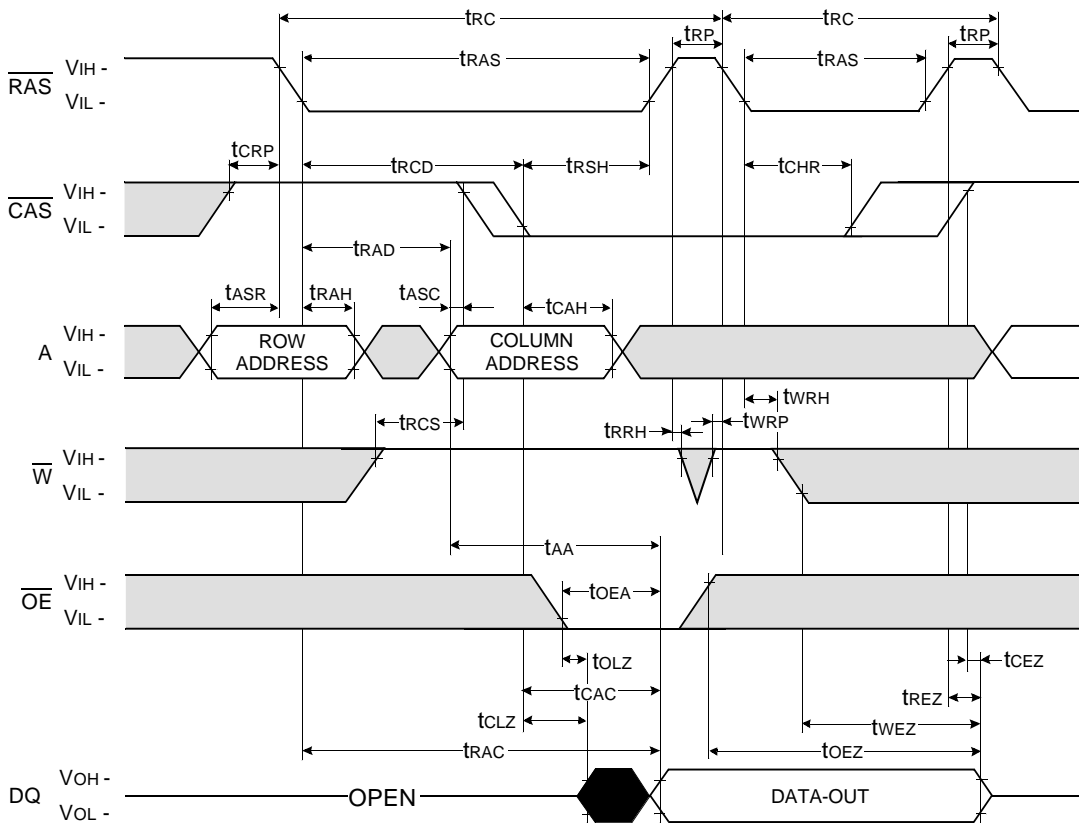 tRC tRC
tRP tRP
tRAS tRAS
RAS VIH -
VIL -
tCRP tRCD tRSH tCHR
CAS VIH -
VIL -
tRAD
tASR tRAH tASC tCAH
A VIH -
VIL -
ROW
ADDRESS
COLUMN
ADDRESS
tWRH
tRCS tRRH tWRP
W VIH -
VIL -
tAA
OE VIH -
VIL -
tOEA
tOLZ tCEZ
tCAC tREZ
tCLZ tWEZ
tRAC tOEZ
DQ VOH -
VOL -
OPEN DATA-OUT